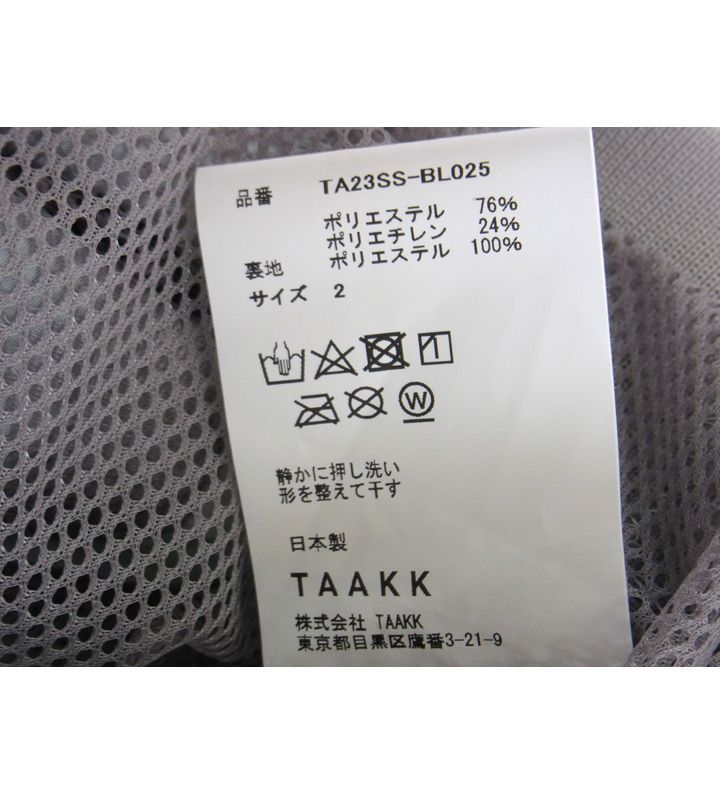 品番 TA23SS-BL025
ポリエステル 76%
ポリエチレン 24%
裏地 ポリエステル 100%
サイズ 2
W
静かに押し洗い
形を整えて干す
日本製
TAAKK
株式会社 TAAKK
東京都目黒区鷹番3-21-9